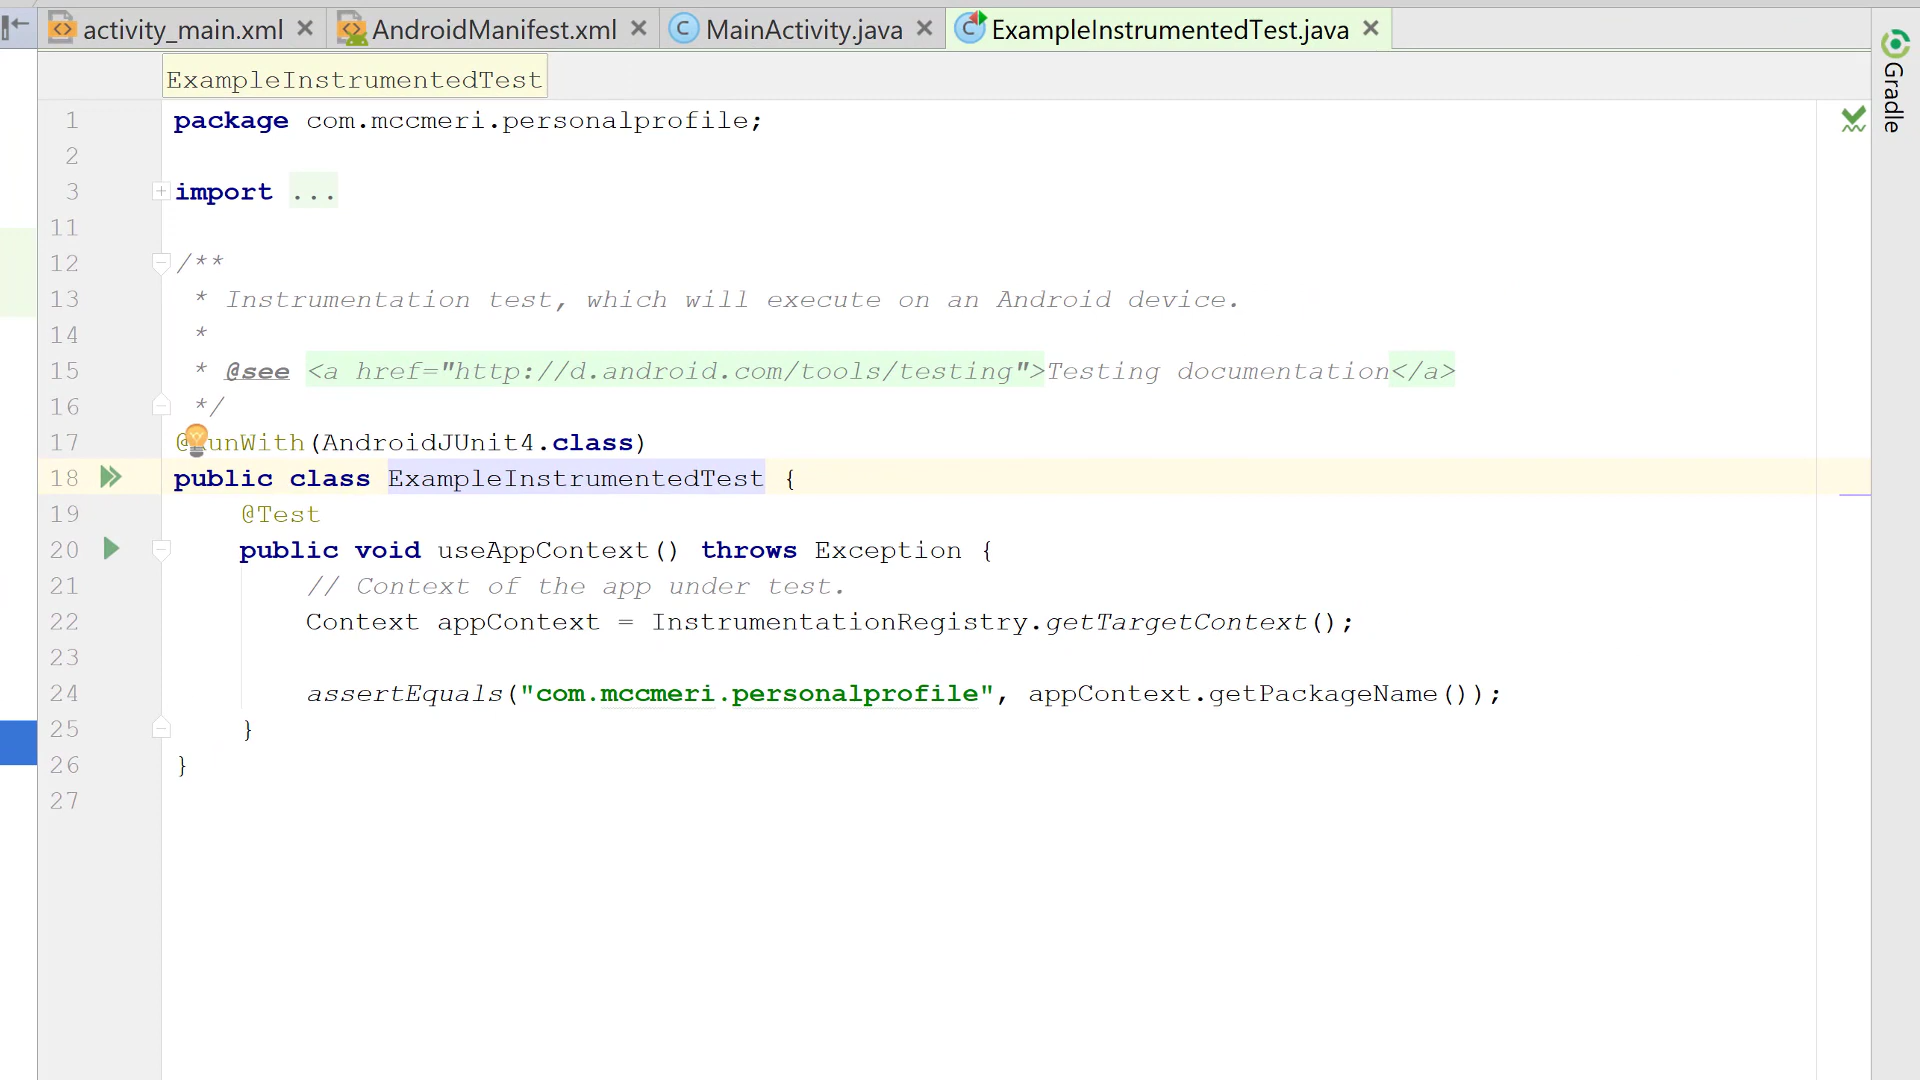 activity_main.xml AndroidManifest.xml MainActivity.java ExampleInstrumentedTest.java
Gradle
ExampleInstrumentedTest
1 package com.mccmeri.personalprofile;
2
3 import ...
11
12 /**
13 * Instrumentation test, which will execute on an Android device.
14 *
15 * @see <a href="http://d.android.com/tools/testing">Testing documentation</a>
16 */
17 @unWith(AndroidJUnit4.class)
18 public class ExampleInstrumentedTest {
19 @Test
20 public void useAppContext() throws Exception {
21 // Context of the app under test.
22 Context appContext = InstrumentationRegistry.getTargetContext();
23
24 assertEquals("com.mccmeri.personalprofile", appContext.getPackageName());
25 }
26 }
27